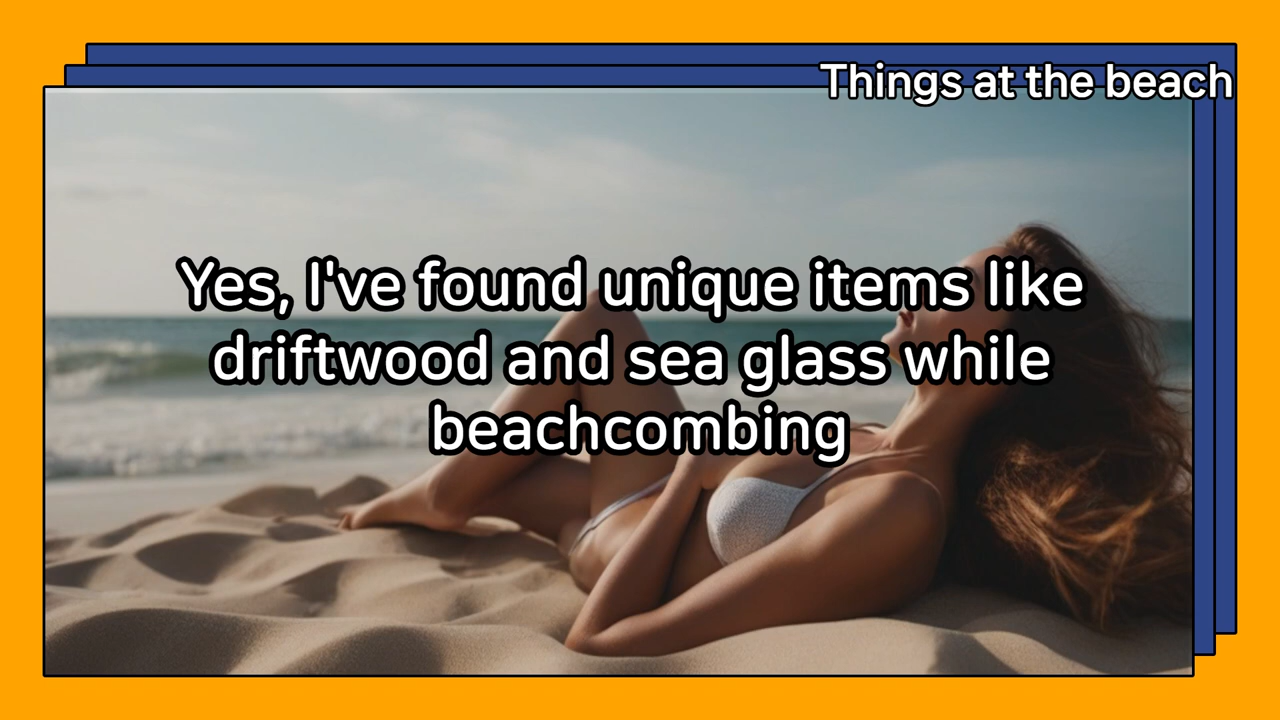 Things at the beach
Yes, I've found unique items like
driftwood and sea glass while
beachcombing